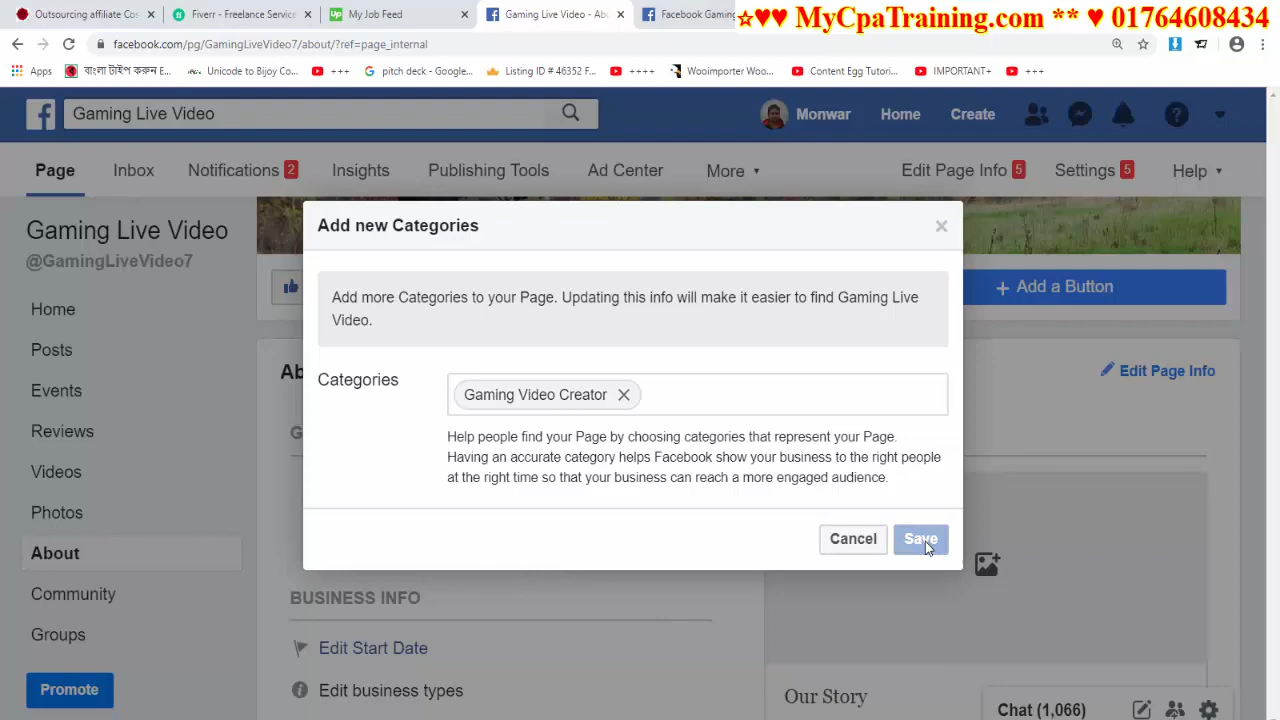 Outsourcing affiliate Co
Fiverr - Freelance Service
My Job Feed
Gaming Live Video - Abo
Facebook Gaming
☆♥♥ MyCpaTraining.com ** ♥ 01764608434
facebook.com/pg/GamingLiveVideo7/about/?ref=page_internal
Apps
বাংলা টাইপ করুন E...
Unicode to Bijoy Co...
+++
pitch deck - Google...
Listing ID # 46352 F...
++++
Wooimporter Woo...
Content Egg Tutori...
IMPORTANT+
+++
Gaming Live Video
Monwar
Home
Create
Page
Inbox
Notifications 2
Insights
Publishing Tools
Ad Center
More
Edit Page Info 5
Settings 5
Help
Gaming Live Video
@GamingLiveVideo7
Home
Posts
Events
Reviews
Videos
Photos
About
Community
Groups
Promote
+ Add a Button
Ab
G
Edit Page Info
Add new Categories
Add more Categories to your Page. Updating this info will make it easier to find Gaming Live
Video.
Categories
Gaming Video Creator
Help people find your Page by choosing categories that represent your Page.
Having an accurate category helps Facebook show your business to the right people
at the right time so that your business can reach a more engaged audience.
Cancel
Save
BUSINESS INFO
Edit Start Date
Edit business types
Our Story
Chat (1,066)